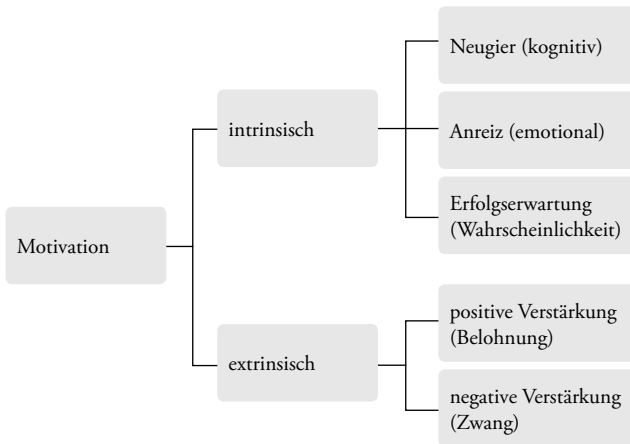 Motivation
intrinsisch
Neugier (kognitiv)
Anreiz (emotional)
Erfolgserwartung
(Wahrscheinlichkeit)
extrinsisch
positive Verstärkung
(Belohnung)
negative Verstärkung
(Zwang)